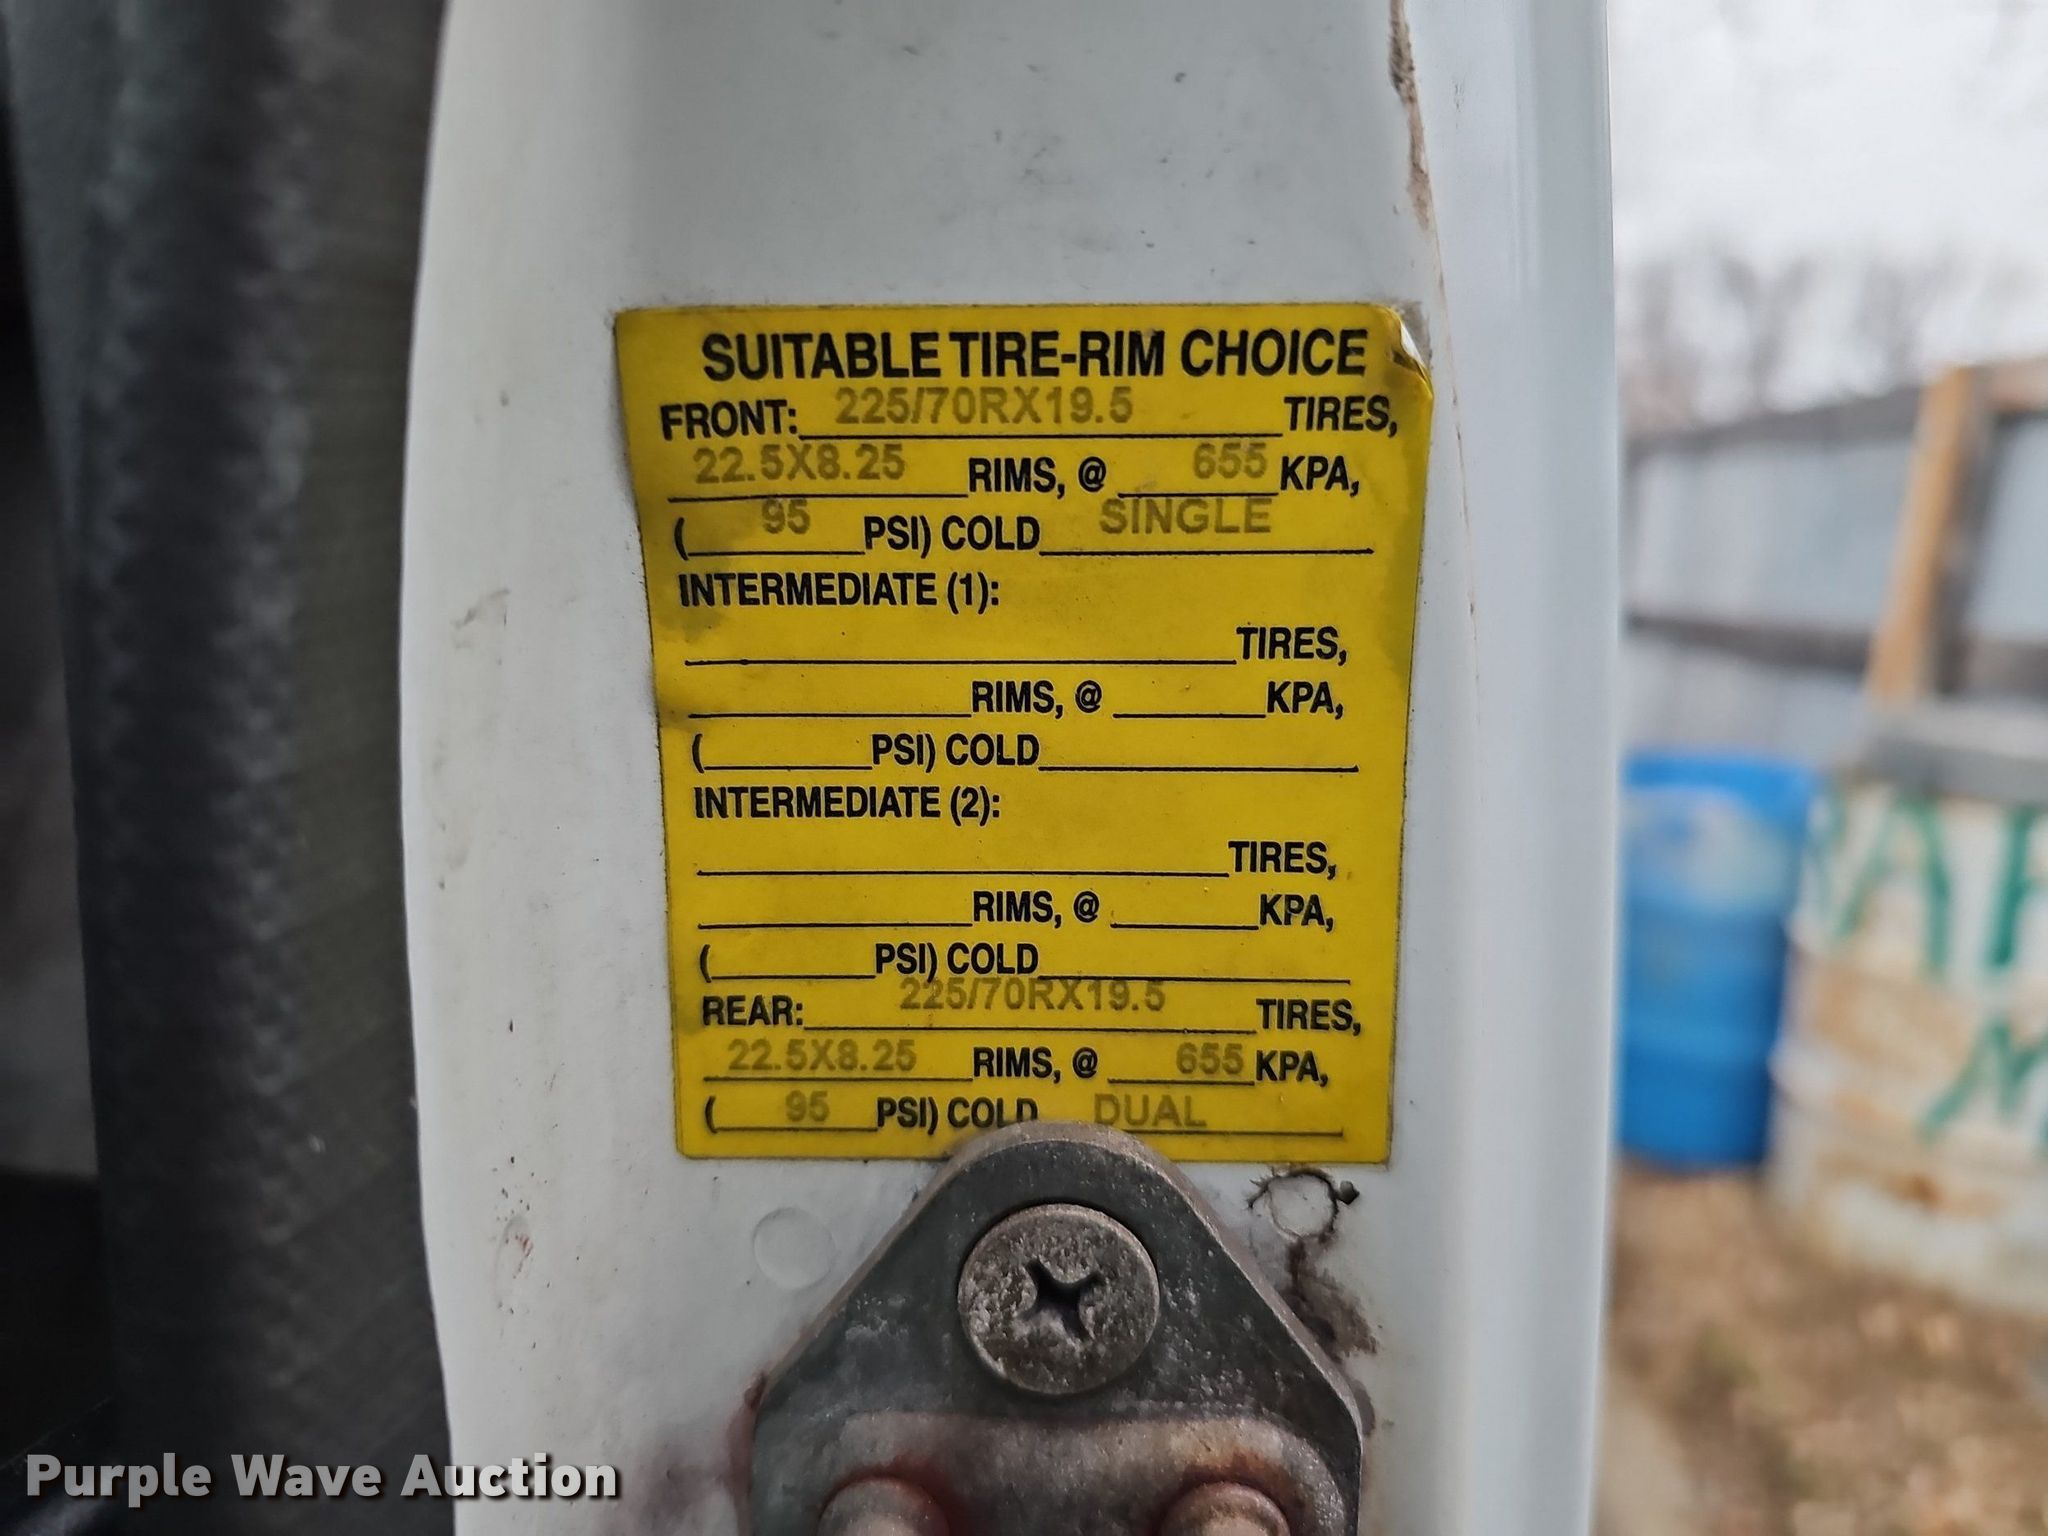 SUITABLE TIRE-RIM CHOICE
FRONT: 225/70RX19.5 TIRES,
22.5X8.25 RIMS, @ 655 KPA,
( 95 PSI) COLD SINGLE
INTERMEDIATE (1):
TIRES,
RIMS, @ KPA,
( PSI) COLD
INTERMEDIATE (2):
TIRES,
RIMS, @ KPA,
( PSI) COLD
REAR: 225/70RX19.5 TIRES,
22.5X8.25 RIMS, @ 655 KPA,
( 95 PSI) COLD DUAL
Purple Wave Auction